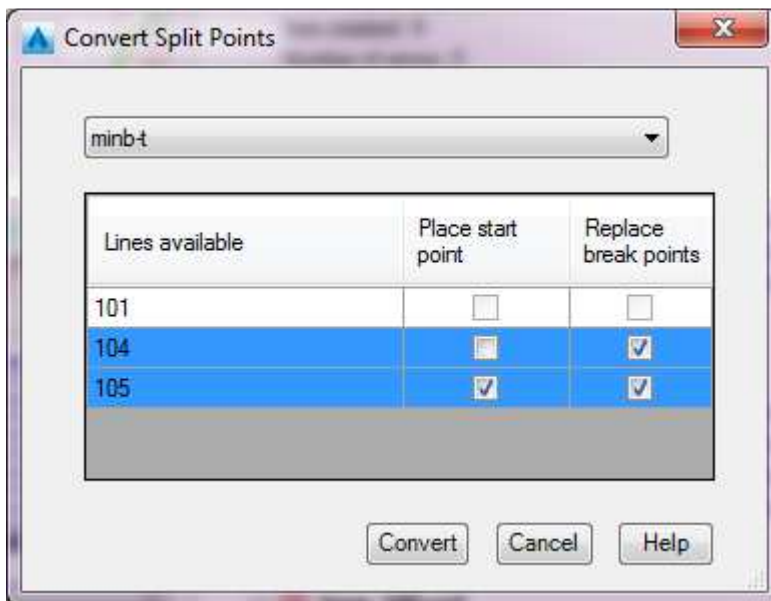 Convert Split Points
minb-t
Lines available
Place start
point
Replace
break points
101
104
105
Convert
Cancel
Help